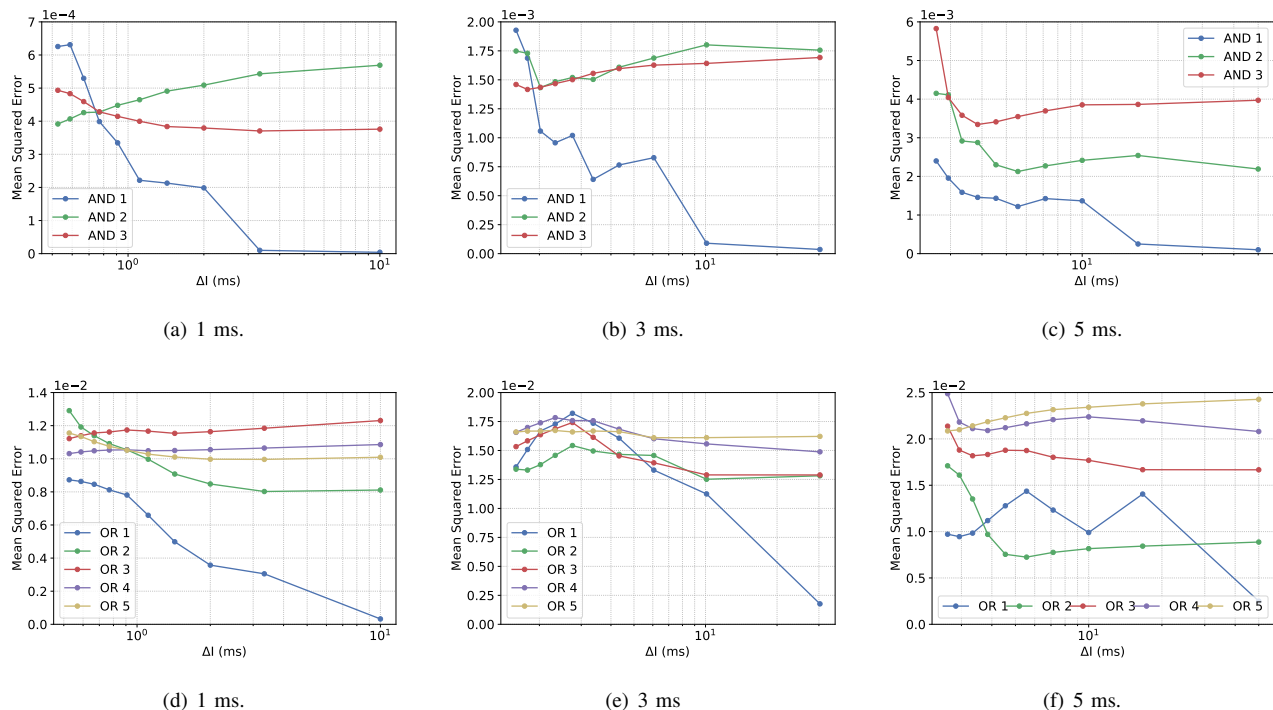 1e−4
7
6
5
4
3
2
1
0
Mean Squared Error
AND 1
AND 2
AND 3
10⁰
10¹
ΔI (ms)
(a) 1 ms.
1e−3
2.00
1.75
1.50
1.25
1.00
0.75
0.50
0.25
0.00
Mean Squared Error
AND 1
AND 2
AND 3
10¹
ΔI (ms)
(b) 3 ms.
1e−3
6
5
4
3
2
1
0
Mean Squared Error
AND 1
AND 2
AND 3
10¹
ΔI (ms)
(c) 5 ms.
1e−2
1.4
1.2
1.0
0.8
0.6
0.4
0.2
0.0
Mean Squared Error
OR 1
OR 2
OR 3
OR 4
OR 5
10⁰
10¹
ΔI (ms)
(d) 1 ms.
1e−2
2.00
1.75
1.50
1.25
1.00
0.75
0.50
0.25
0.00
Mean Squared Error
OR 1
OR 2
OR 3
OR 4
OR 5
10¹
ΔI (ms)
(e) 3 ms
1e−2
2.5
2.0
1.5
1.0
0.5
0.0
Mean Squared Error
OR 1 OR 2 OR 3 OR 4 OR 5
10¹
ΔI (ms)
(f) 5 ms.